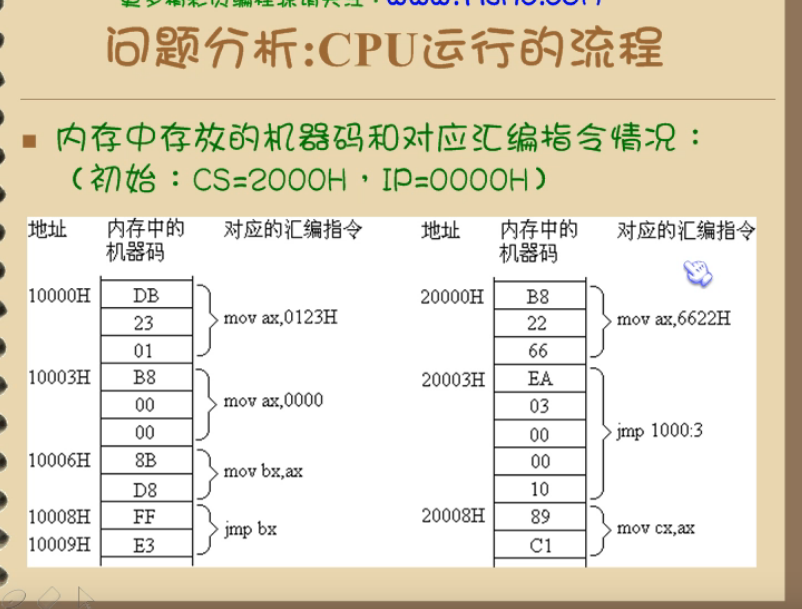 问题分析:CPU运行的流程
内存中存放的机器码和对应汇编指令情况：
（初始：CS=2000H，IP=0000H）
地址 内存中的机器码 对应的汇编指令
10000H DB
23 mov ax,0123H
01
10003H B8
00 mov ax,0000
00
10006H 8B
D8 mov bx,ax
10008H FF
10009H E3 jmp bx
地址 内存中的机器码 对应的汇编指令
20000H B8
22 mov ax,6622H
66
20003H EA
03
00 jmp 1000:3
00
10
20008H 89
C1 mov cx,ax